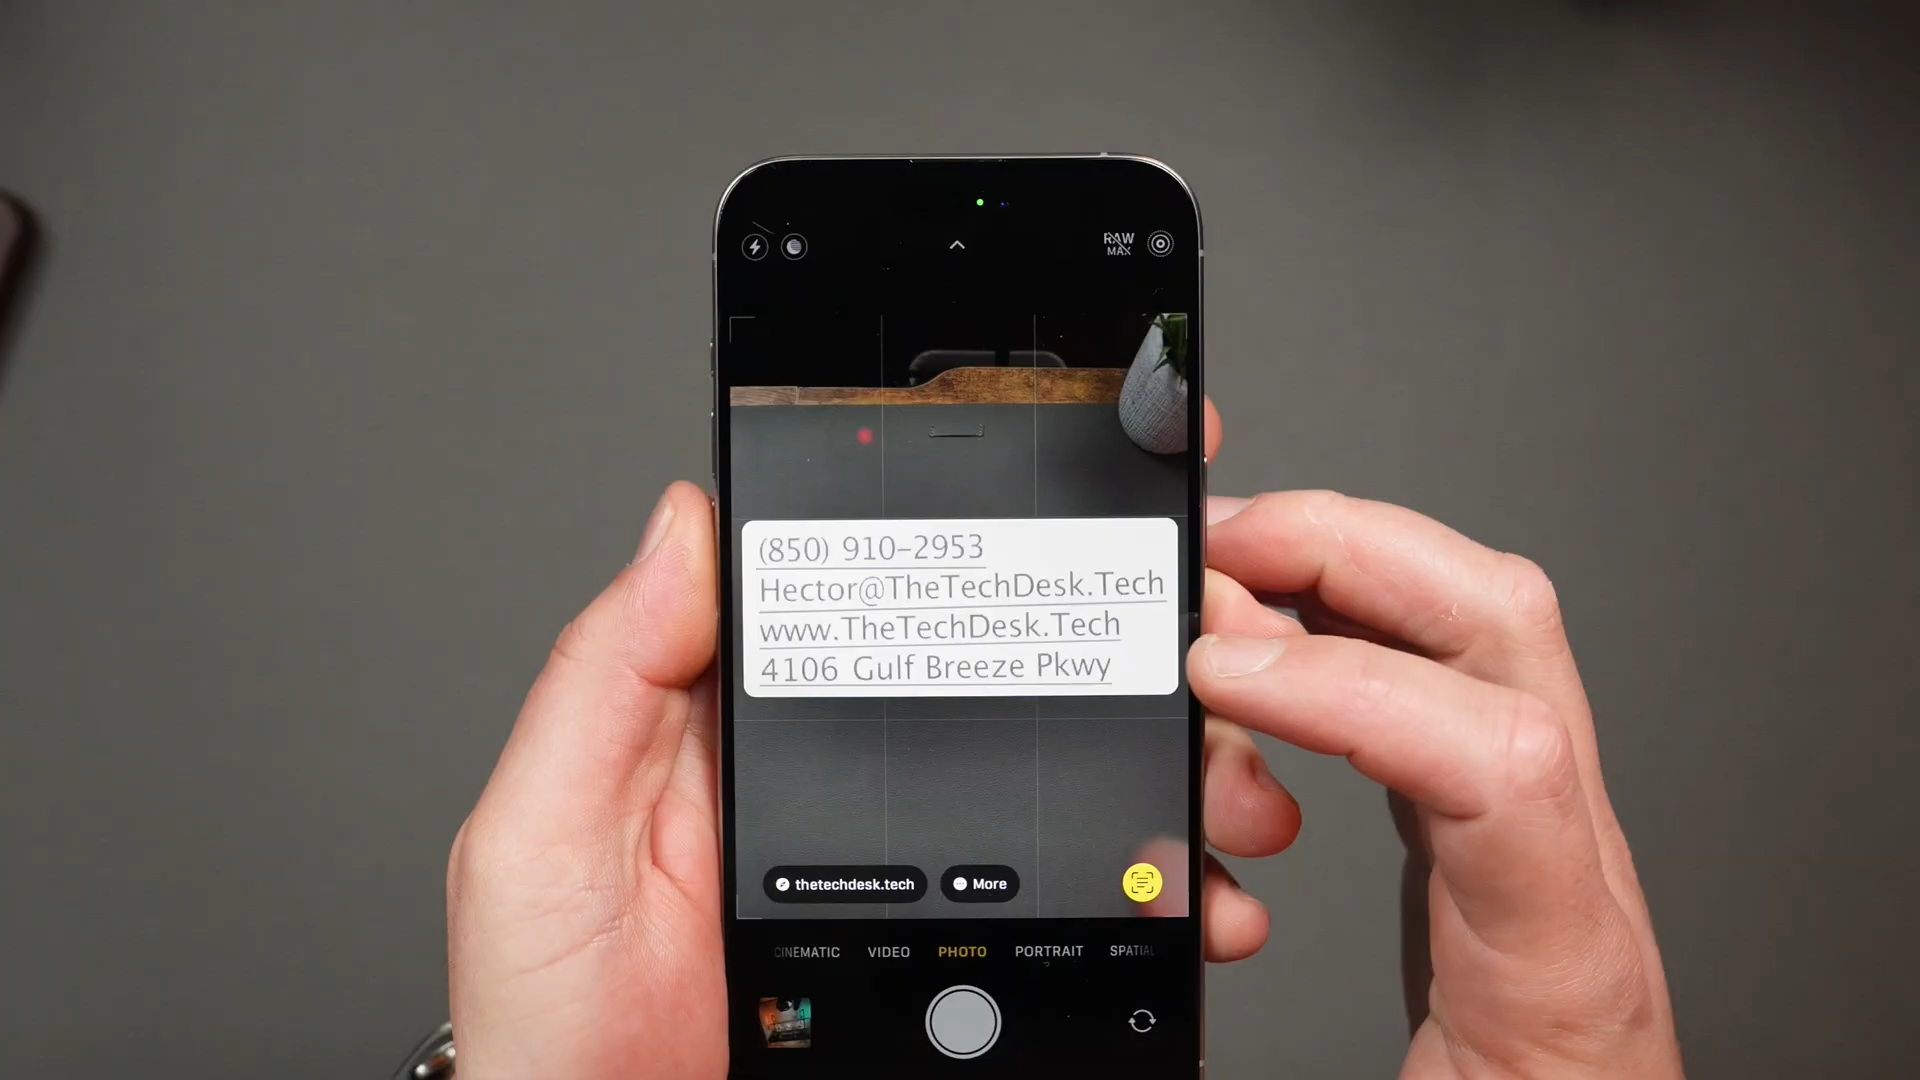 RAW
MAX
(850) 910-2953
Hector@TheTechDesk.Tech
www.TheTechDesk.Tech
4106 Gulf Breeze Pkwy
thetechdesk.tech
More
CINEMATIC
VIDEO
PHOTO
PORTRAIT
SPATIAL